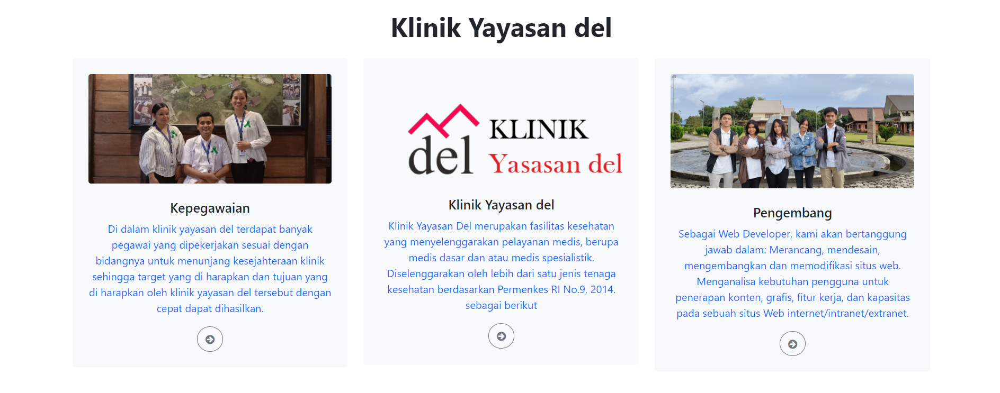 Klinik Yayasan del
Kepegawaian
Di dalam klinik yayasan del terdapat banyak
pegawai yang dipekerjakan sesuai dengan
bidangnya untuk menunjang kesejahteraan klinik
sehingga target yang di harapkan dan tujuan yang
di harapkan oleh klinik yayasan del tersebut dengan
cepat dapat dihasilkan.
del
KLINIK
Yasasan del
Klinik Yayasan del
Klinik Yayasan Del merupakan fasilitas kesehatan
yang menyelenggarakan pelayanan medis, berupa
medis dasar dan atau medis spesialistik.
Diselenggarakan oleh lebih dari satu jenis tenaga
kesehatan berdasarkan Permenkes RI No.9, 2014.
sebagai berikut
Pengembang
Sebagai Web Developer, kami akan bertanggung
jawab dalam: Merancang, mendesain,
mengembangkan dan memodifikasi situs web.
Menganalisa kebutuhan pengguna untuk
penerapan konten, grafis, fitur kerja, dan kapasitas
pada sebuah situs Web internet/intranet/extranet.